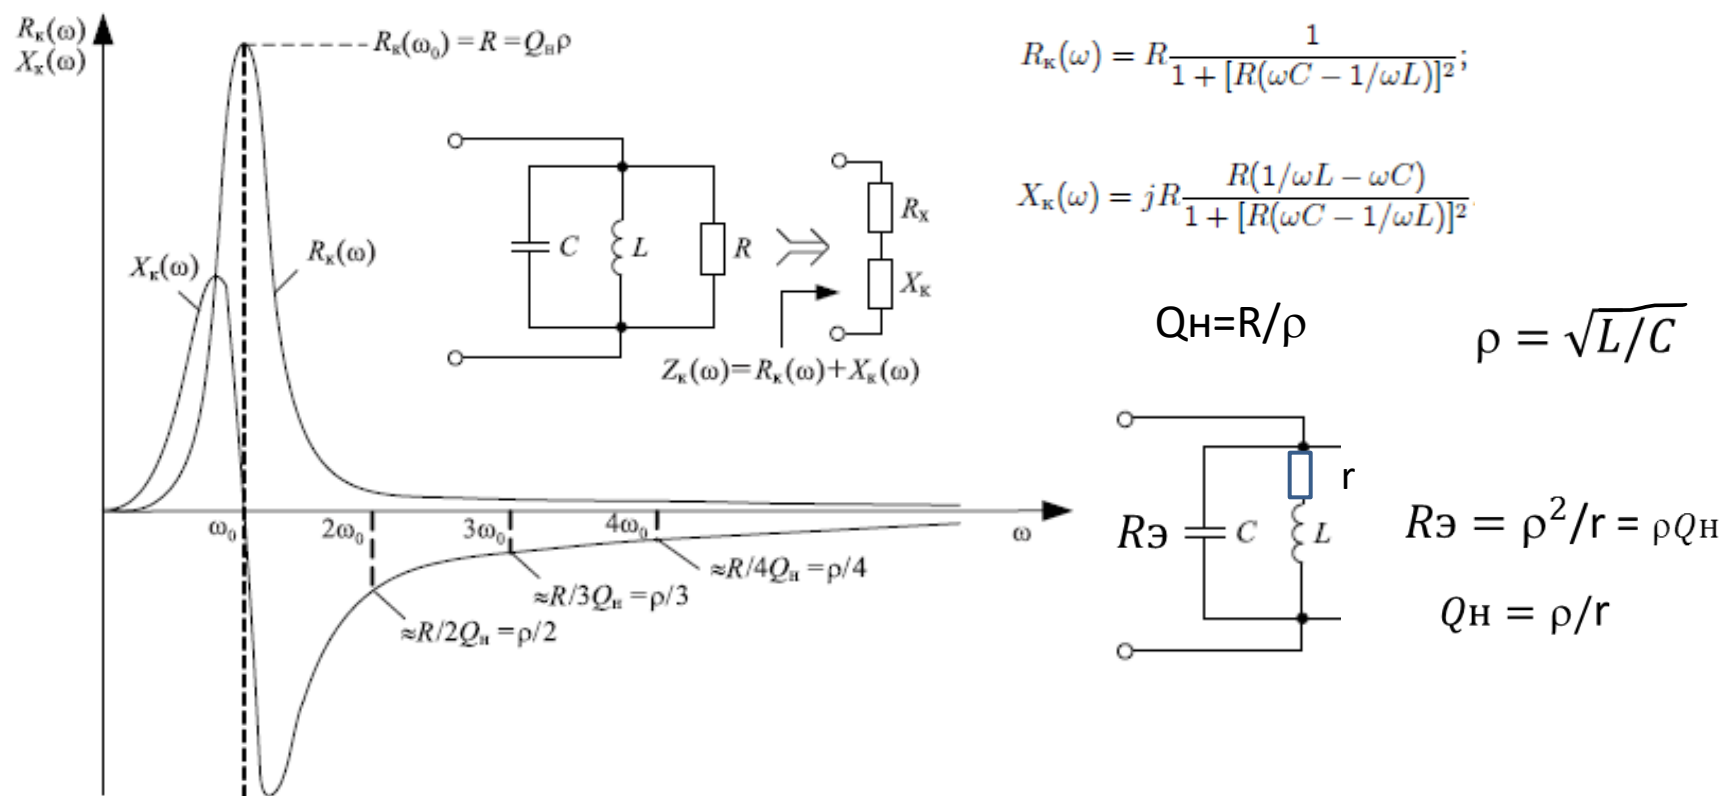 Rк(ω)
Xк(ω)
Rк(ω₀) = R = Qнρ
Xк(ω)
Rк(ω)
C
L
R
Rх
Xк
Zк(ω)=Rк(ω)+Xк(ω)
ω₀
2ω₀
3ω₀
4ω₀
ω
≈R/2Qн =ρ/2
≈R/3Qн =ρ/3
≈R/4Qн =ρ/4
Rк(ω) = R 1/(1 + [R(ωC − 1/ωL)]²);
Xк(ω) = jR R(1/ωL − ωC)/(1 + [R(ωC − 1/ωL)]²)
Qн=R/ρ
ρ = √L/C
r
Rэ
C
L
Rэ = ρ²/r = ρQн
Qн = ρ/r